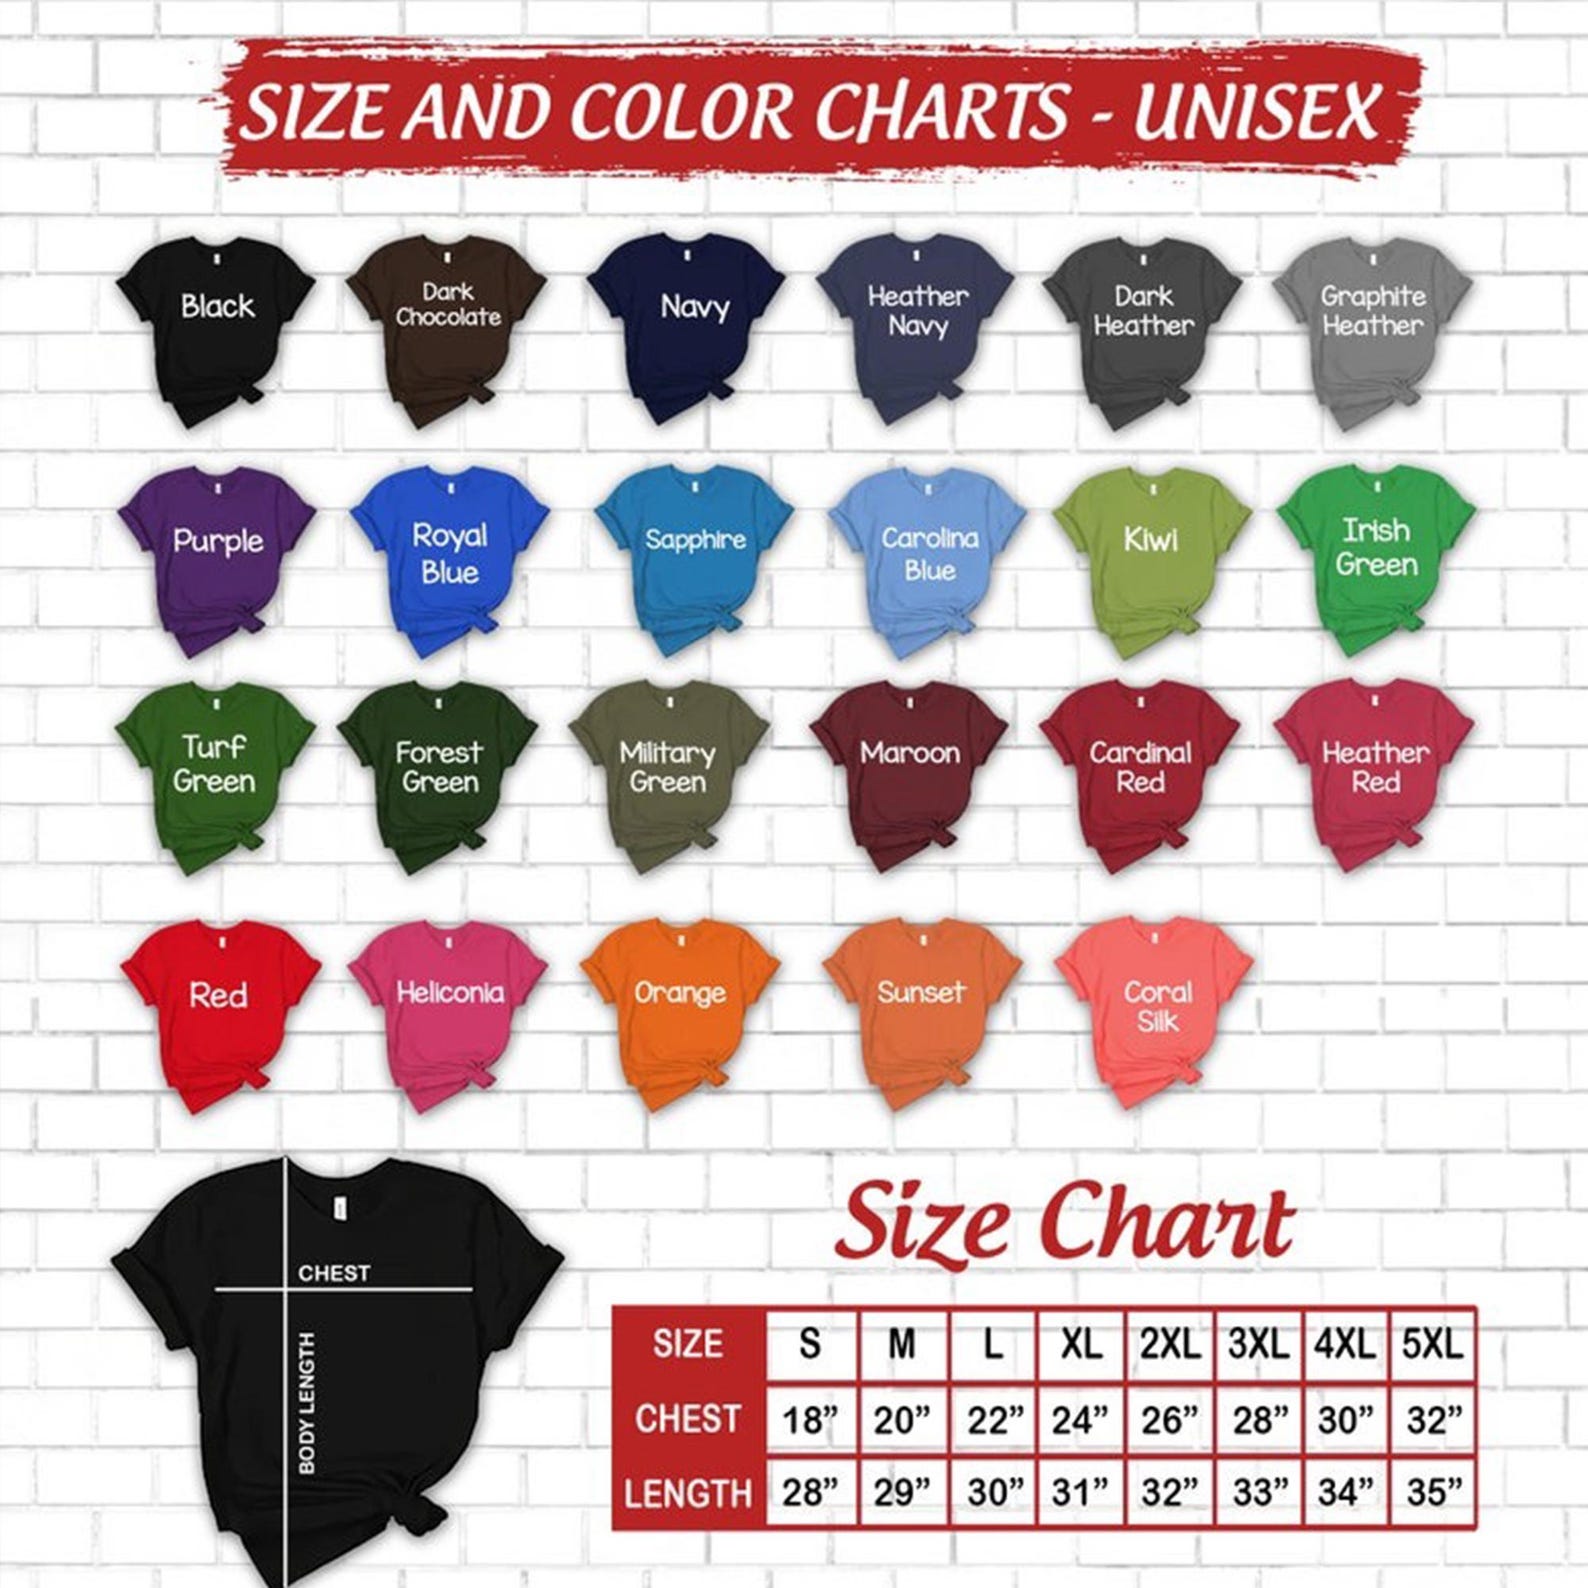 SIZE AND COLOR CHARTS - UNISEX
Black
Dark
Chocolate
Navy
Heather
Navy
Dark
Heather
Graphite
Heather
Purple
Royal
Blue
Sapphire
Carolina
Blue
Kiwi
Irish
Green
Turf
Green
Forest
Green
Military
Green
Maroon
Cardinal
Red
Heather
Red
Red
Heliconia
Orange
Sunset
Coral
Silk
CHEST
BODY LENGTH
Size Chart
SIZE S M L XL 2XL 3XL 4XL 5XL
CHEST 18” 20” 22” 24” 26” 28” 30” 32”
LENGTH 28” 29” 30” 31” 32” 33” 34” 35”